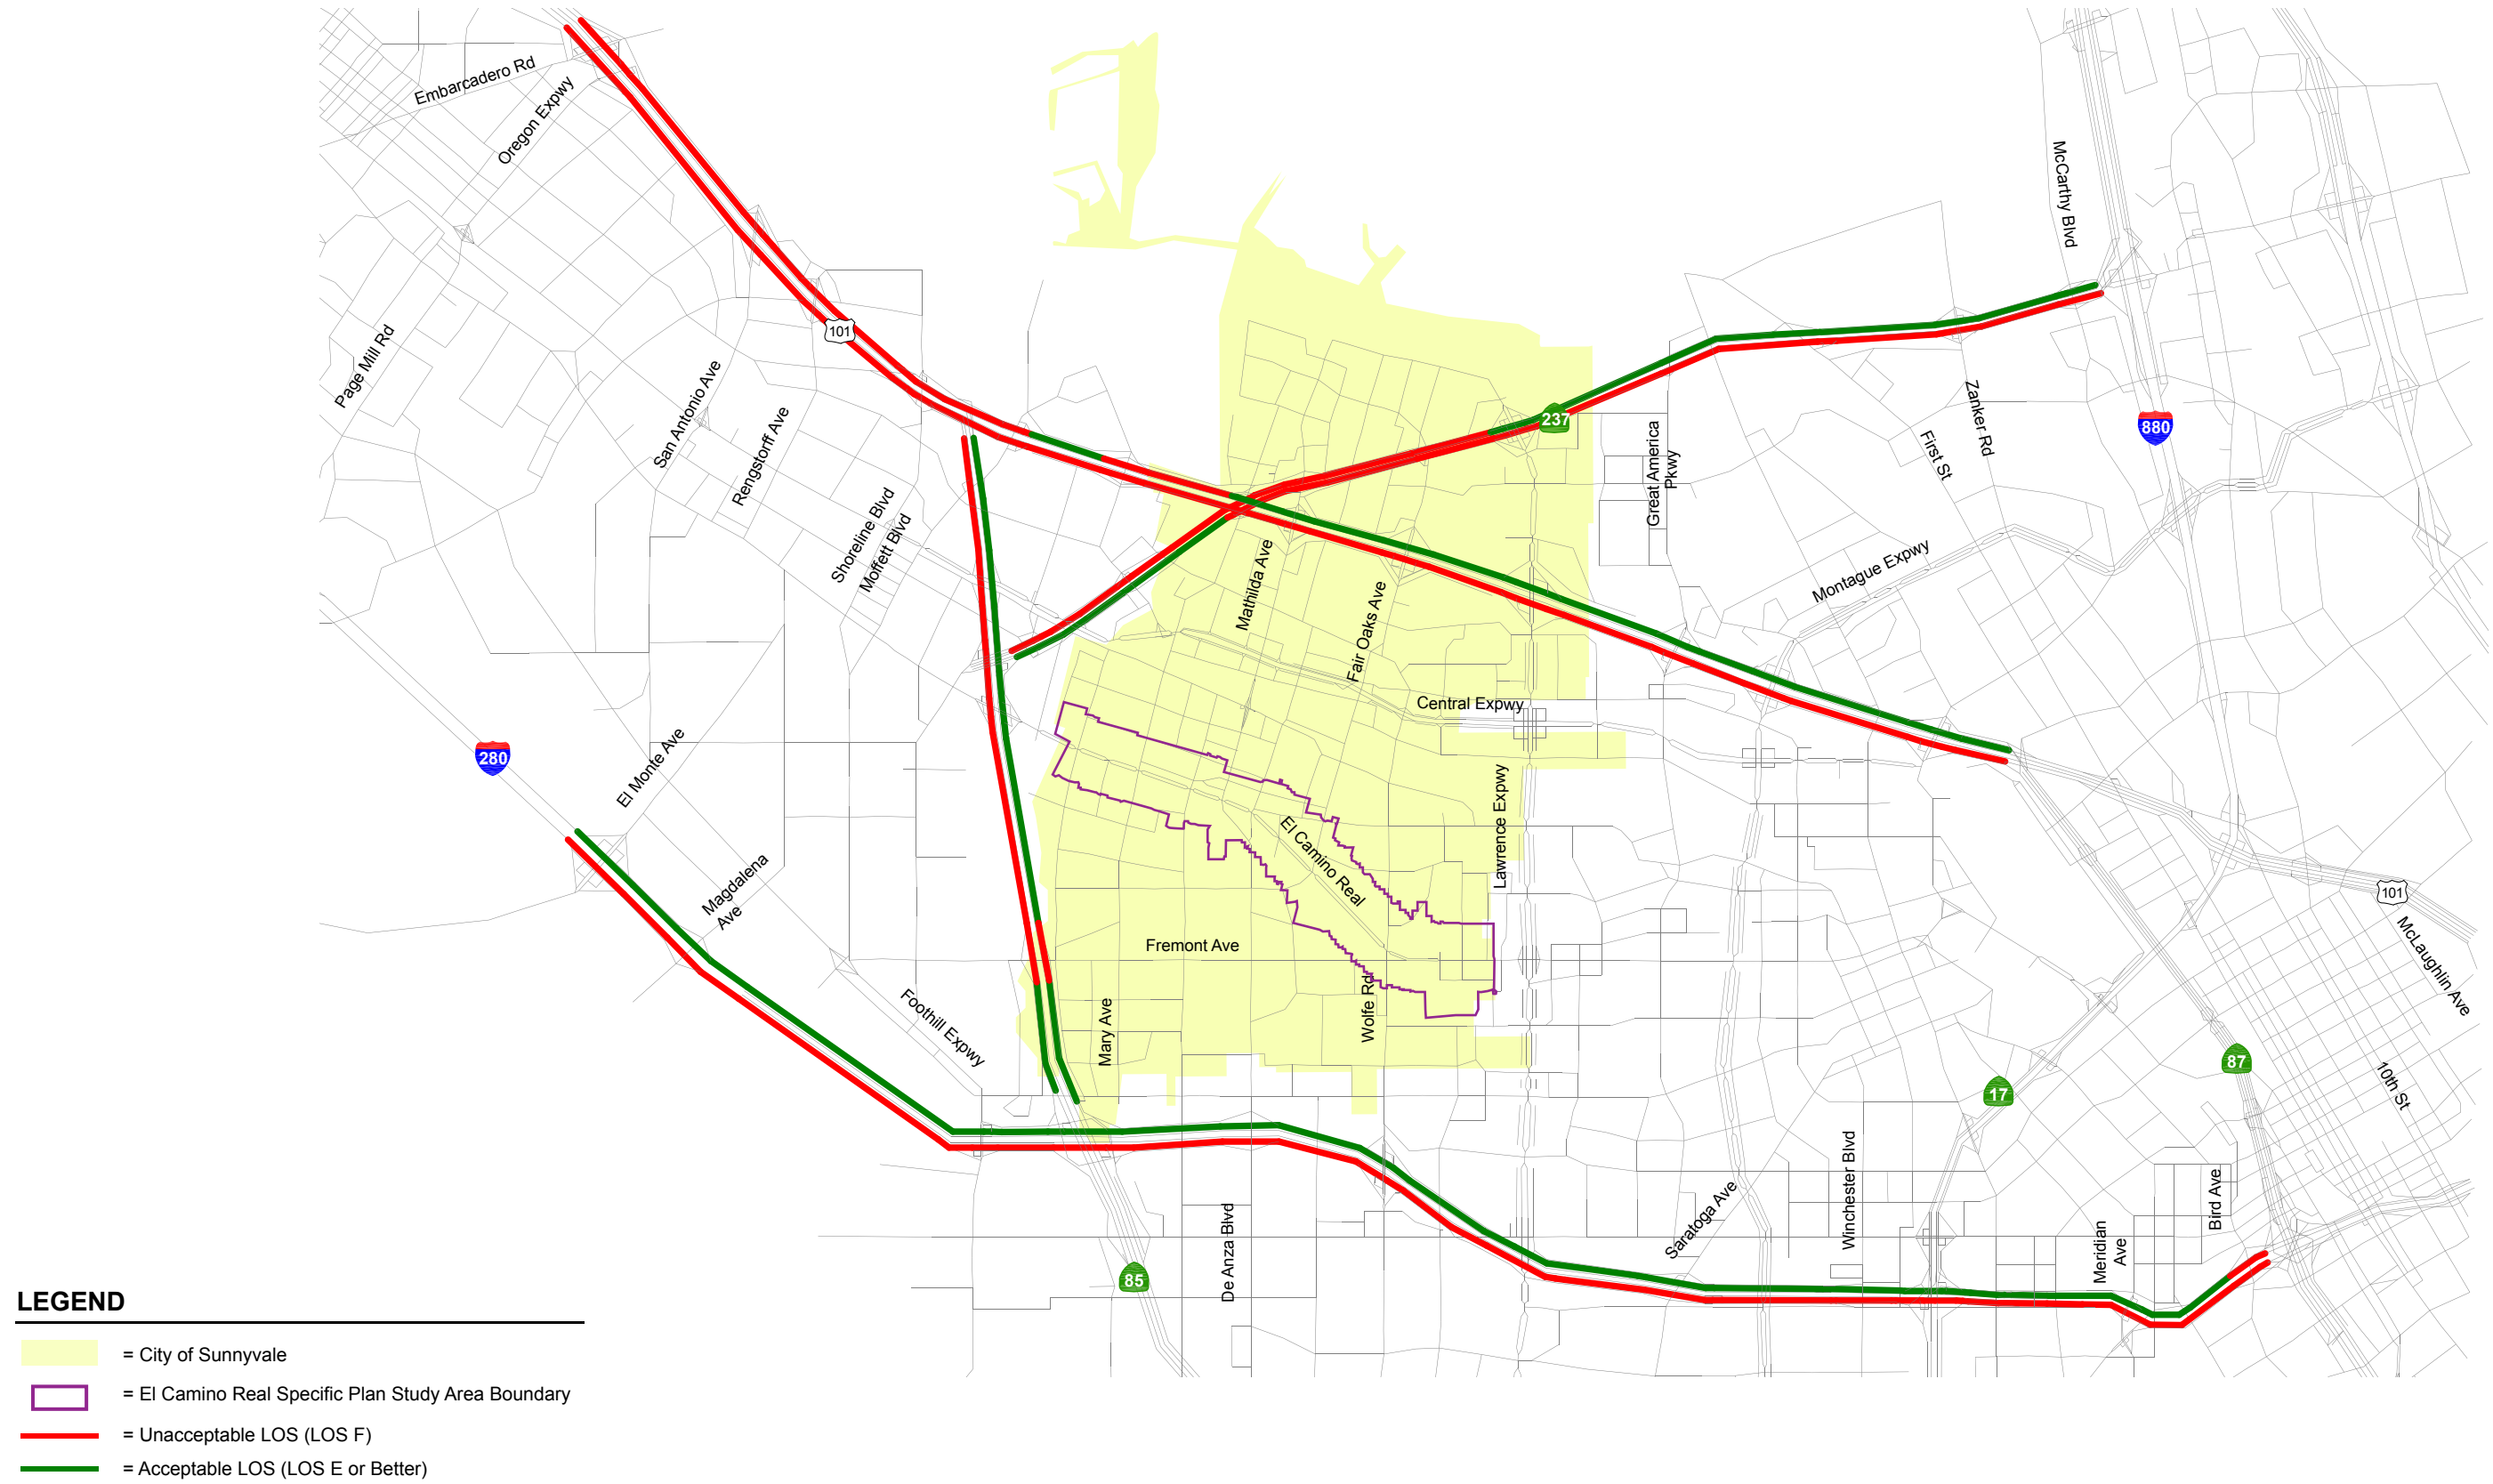 Embarcadero Rd
Oregon Expwy
McCarthy Blvd
101
Page Mill Rd
San Antonio Ave
Rengstorff Ave
237
Zanker Rd
880
First St
Great America
Pkwy
Shoreline Blvd
Moffett Blvd
Mathilda Ave
Fair Oaks Ave
Montague Expwy
Central Expwy
280
El Monte Ave
Lawrence Expwy
El Camino Real
Magdalena
Ave
101
McLaughlin Ave
Fremont Ave
Foothill Expwy
Mary Ave
Wolfe Rd
87
17
10th St
Saratoga Ave
Winchester Blvd
Bird Ave
Meridian
Ave
De Anza Blvd
85
LEGEND
= City of Sunnyvale
= El Camino Real Specific Plan Study Area Boundary
= Unacceptable LOS (LOS F)
= Acceptable LOS (LOS E or Better)